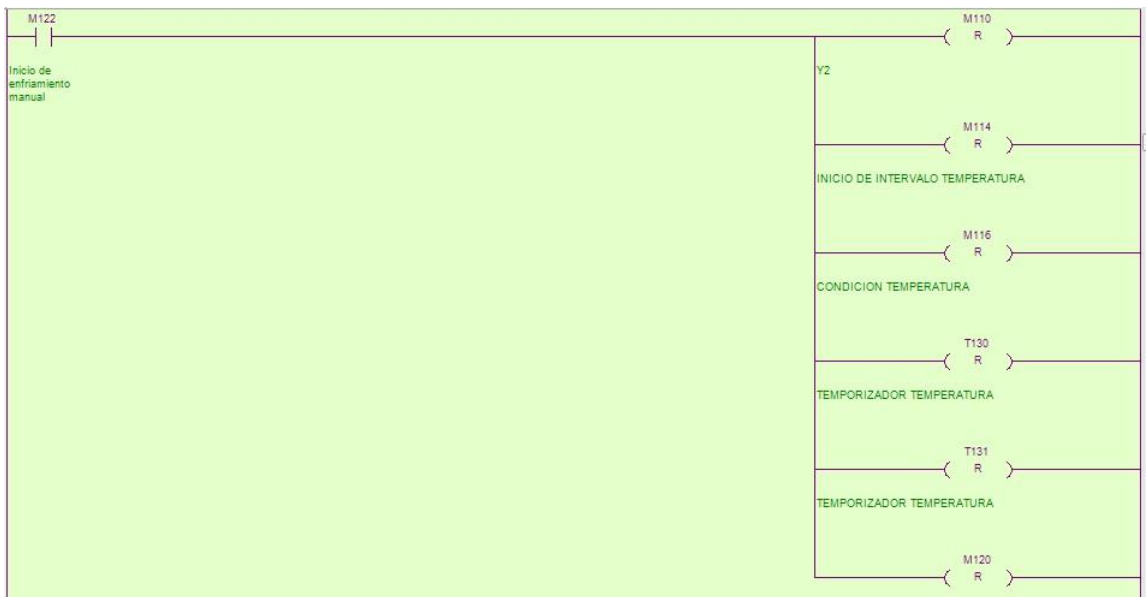 M122
M110
R
Inicio de
enfriamiento
manual
Y2
M114
R
INICIO DE INTERVALO TEMPERATURA
M116
R
CONDICION TEMPERATURA
T130
R
TEMPORIZADOR TEMPERATURA
T131
R
TEMPORIZADOR TEMPERATURA
M120
R